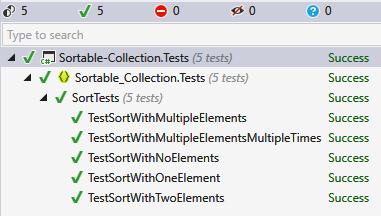 5 5 0 0 0
Type to search
Sortable-Collection.Tests (5 tests) Success
Sortable_Collection.Tests (5 tests) Success
SortTests (5 tests) Success
TestSortWithMultipleElements Success
TestSortWithMultipleElementsMultipleTimes Success
TestSortWithNoElements Success
TestSortWithOneElement Success
TestSortWithTwoElements Success